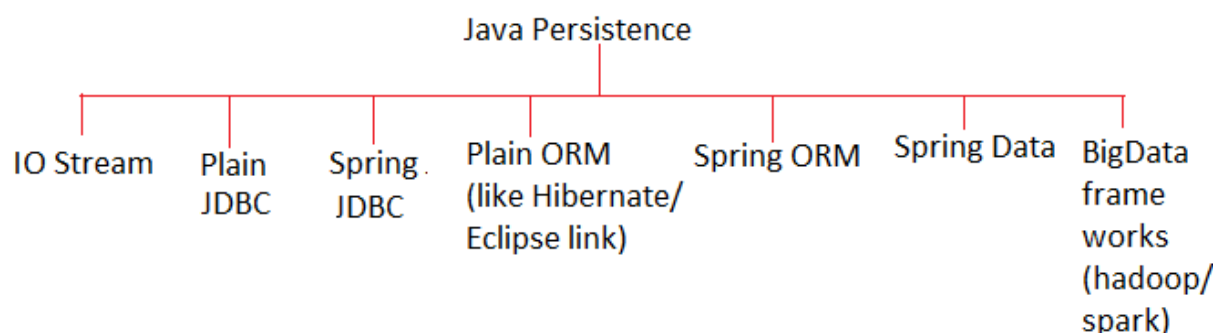 Java Persistence
IO Stream
Plain
JDBC
Spring .
JDBC
Plain ORM
(like Hibernate/
Eclipse link)
Spring ORM
Spring Data
BigData
frame
works
(hadoop/
spark)